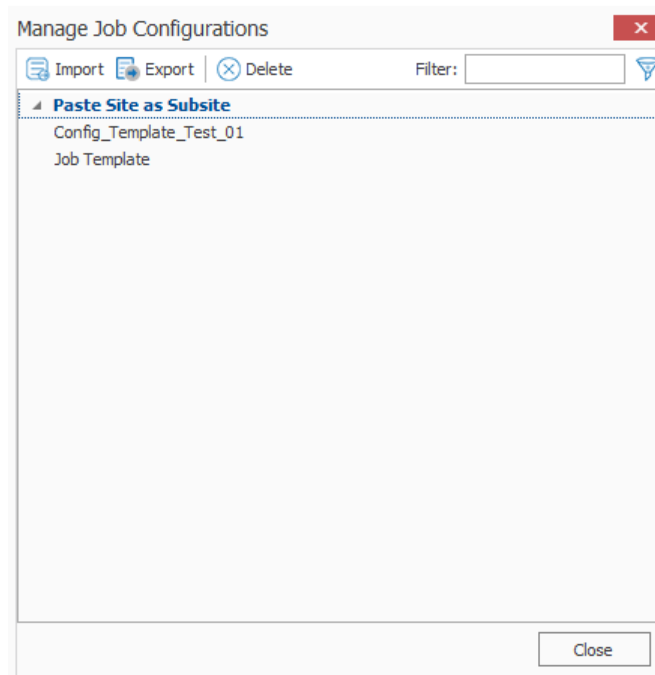 Manage Job Configurations
Import Export Delete Filter:
Paste Site as Subsite
Config_Template_Test_01
Job Template
Close